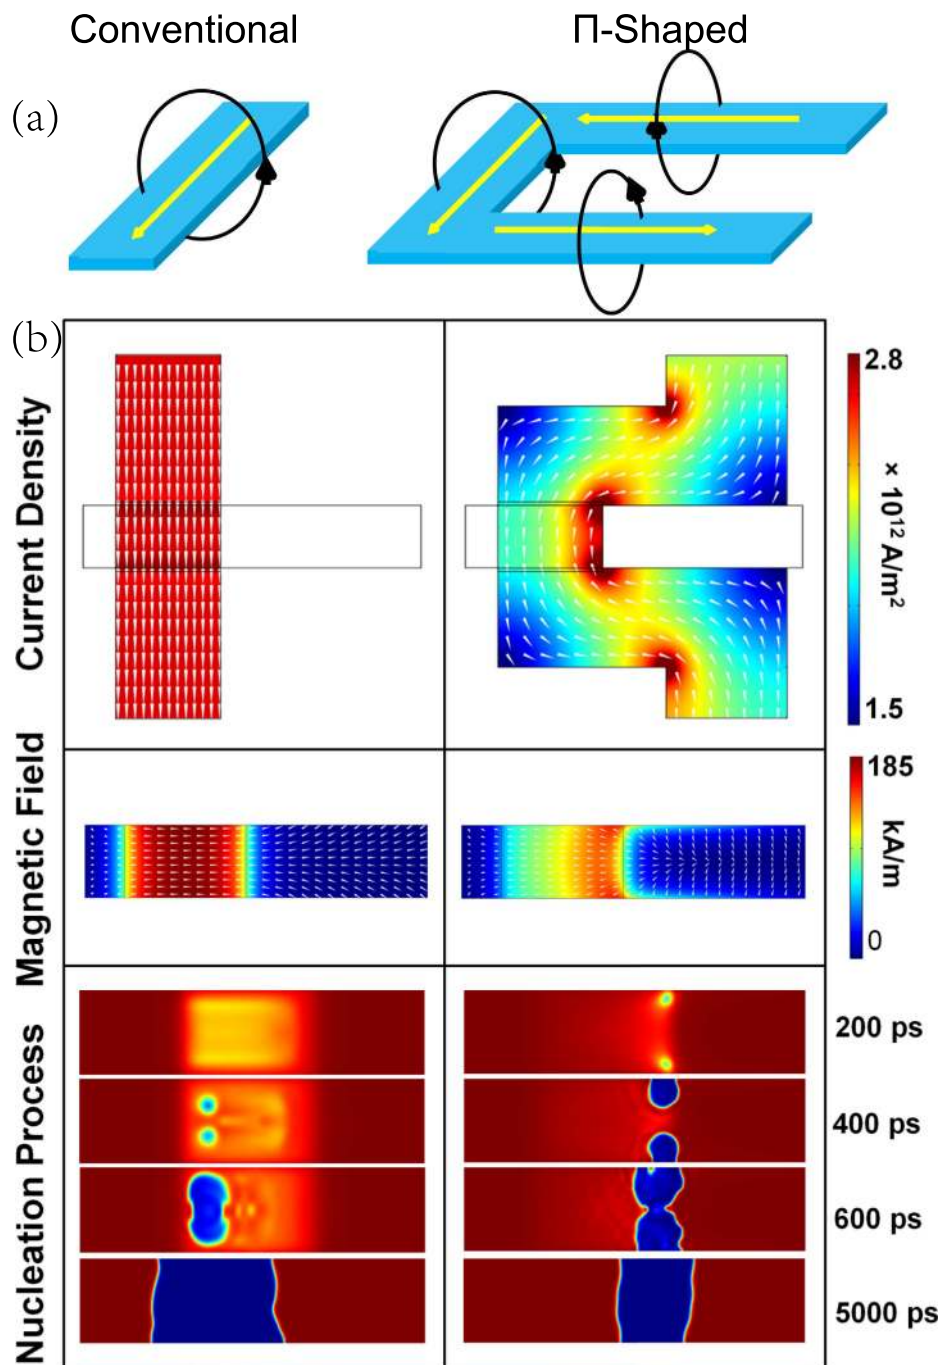 Conventional
Π-Shaped
(a)
(b)
Current Density
2.8
× 10¹² A/m²
1.5
Magnetic Field
185
kA/m
0
Nucleation Process
200 ps
400 ps
600 ps
5000 ps